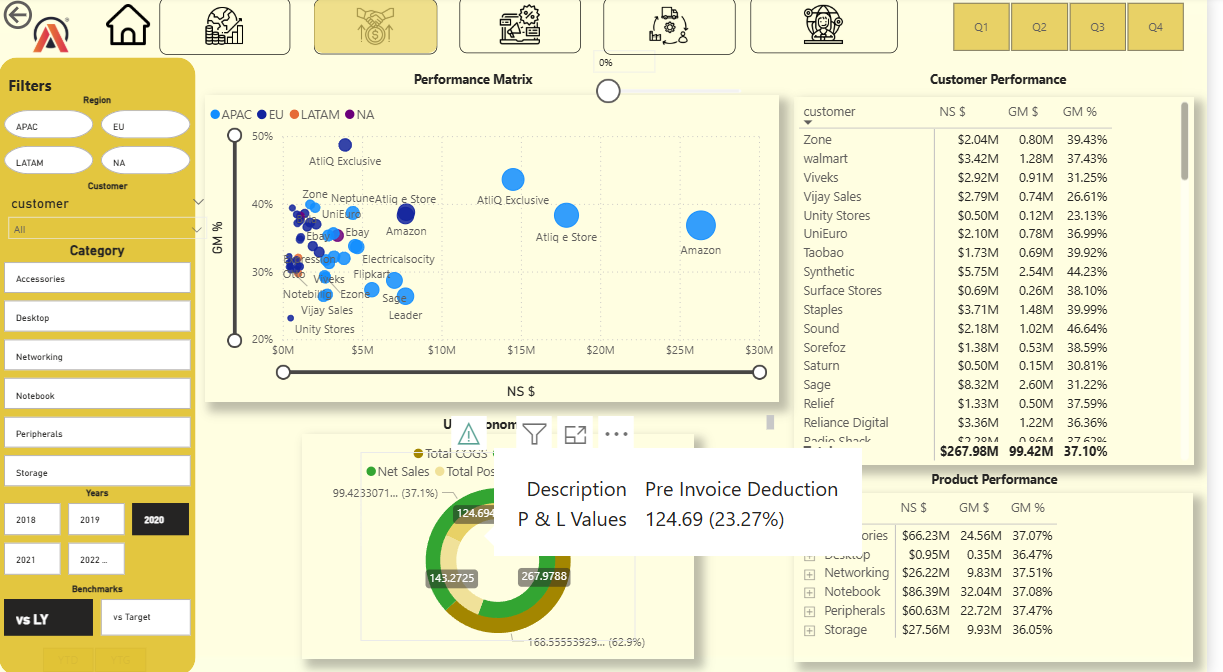 Q1
Q2
Q3
Q4
0%
Filters
Region
APAC
EU
LATAM
NA
Customer
customer
All
Category
Accessories
Desktop
Networking
Notebook
Peripherals
Storage
Years
2018
2019
2020
2021
2022 ...
Benchmarks
vs LY
vs Target
YTD
YTG
Performance Matrix
APAC EU LATAM NA
50%
40%
30%
20%
GM %
AtliQ Exclusive
Zone
Neptune
Atliq e Store
AtliQ Exclusive
UniEuro
Ebay
Ebay
Amazon
Atliq e Store
Amazon
Expression
Electricalsocity
Otto
Viveks
Flipkart
Notebillig
Ezone
Sage
Vijay Sales
Leader
Unity Stores
$0M $5M $10M $15M $20M $25M $30M
NS $
Total COGS
Net Sales Total Pos
99.4233071... (37.1%)
124.694
143.2725
267.9788
168.55553929... (62.9%)
Description Pre Invoice Deduction
P & L Values 124.69 (23.27%)
Customer Performance
customer NS $ GM $ GM %
Zone $2.04M 0.80M 39.43%
walmart $3.42M 1.28M 37.43%
Viveks $2.92M 0.91M 31.25%
Vijay Sales $2.79M 0.74M 26.61%
Unity Stores $0.50M 0.12M 23.13%
UniEuro $2.10M 0.78M 36.99%
Taobao $1.73M 0.69M 39.92%
Synthetic $5.75M 2.54M 44.23%
Surface Stores $0.69M 0.26M 38.10%
Staples $3.71M 1.48M 39.99%
Sound $2.18M 1.02M 46.64%
Sorefoz $1.38M 0.53M 38.59%
Saturn $0.50M 0.15M 30.81%
Sage $8.32M 2.60M 31.22%
Relief $1.33M 0.50M 37.59%
Reliance Digital $3.36M 1.22M 36.36%
Radio Shack $2.28M 0.86M 37.62%
$267.98M 99.42M 37.10%
Product Performance
NS $ GM $ GM %
ories $66.23M 24.56M 37.07%
Desktop $0.95M 0.35M 36.47%
Networking $26.22M 9.83M 37.51%
Notebook $86.39M 32.04M 37.08%
Peripherals $60.63M 22.72M 37.47%
Storage $27.56M 9.93M 36.05%